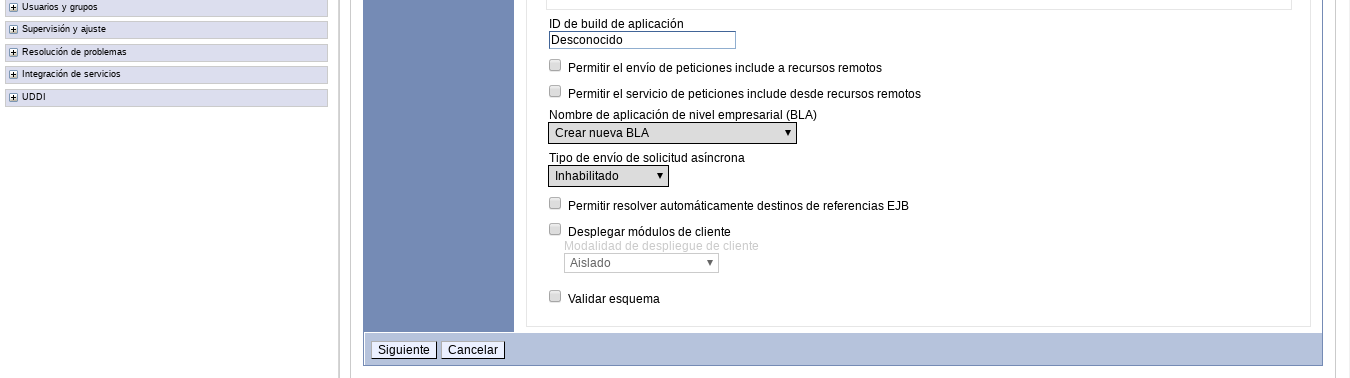 Usuarios y grupos
Supervisión y ajuste
Resolución de problemas
Integración de servicios
UDDI
ID de build de aplicación
Desconocido
Permitir el envío de peticiones include a recursos remotos
Permitir el servicio de peticiones include desde recursos remotos
Nombre de aplicación de nivel empresarial (BLA)
Crear nueva BLA
Tipo de envío de solicitud asíncrona
Inhabilitado
Permitir resolver automáticamente destinos de referencias EJB
Desplegar módulos de cliente
Modalidad de despliegue de cliente
Aislado
Validar esquema
Siguiente Cancelar